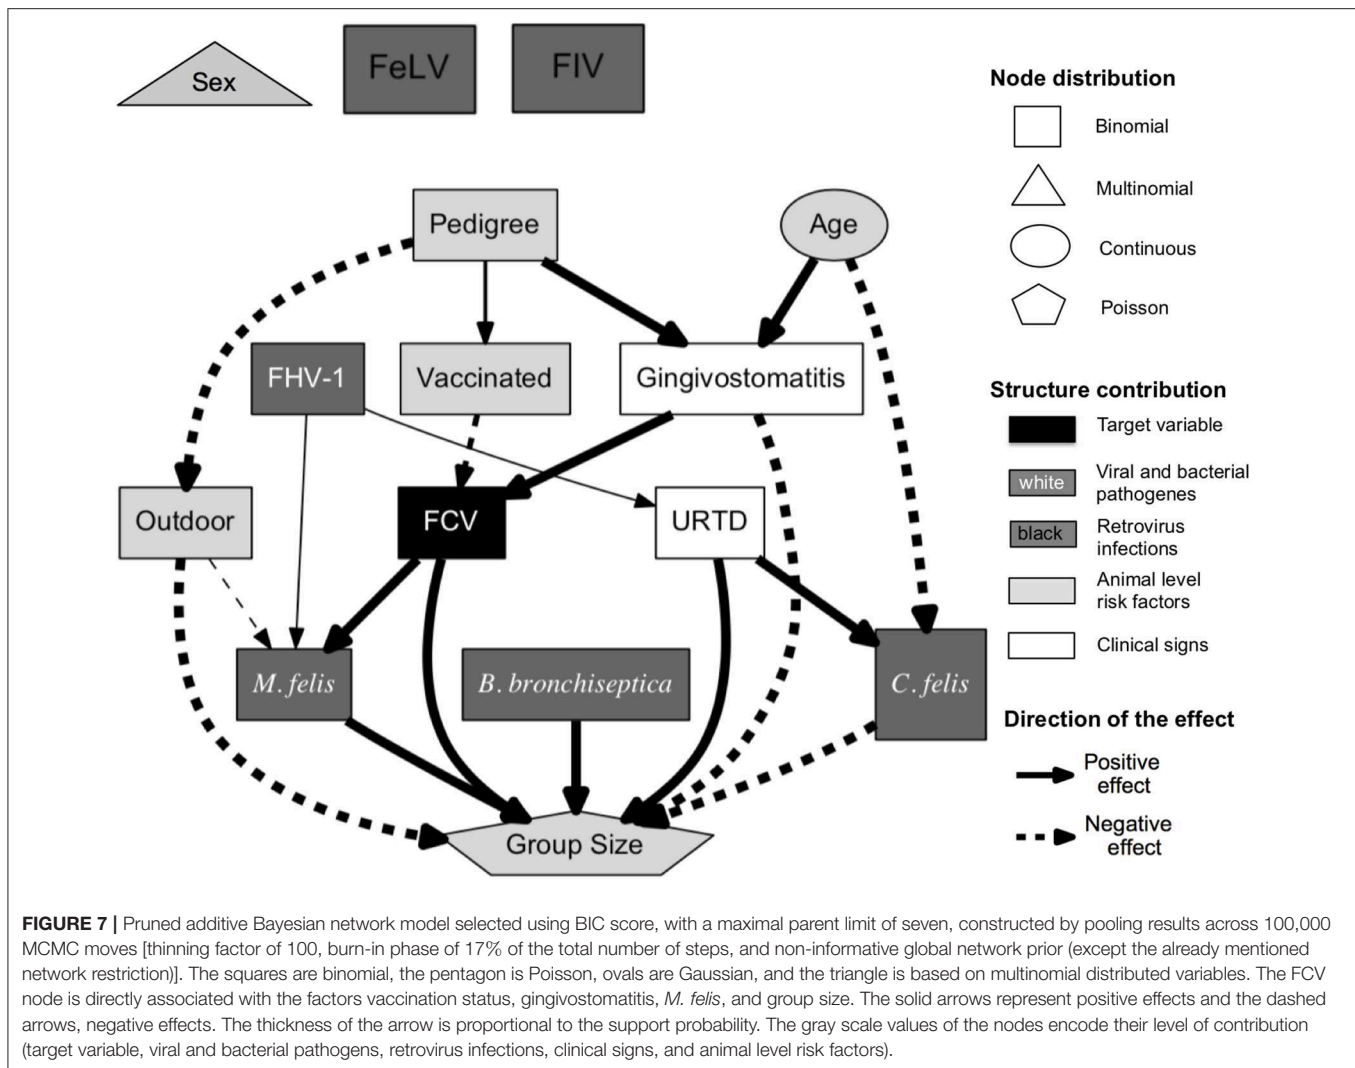 Sex
FeLV
FIV
Pedigree
Age
FHV-1
Vaccinated
Gingivostomatitis
Outdoor
FCV
URTD
M. felis
B. bronchiseptica
C. felis
Group Size
Node distribution
Binomial
Multinomial
Continuous
Poisson
Structure contribution
Target variable
white
Viral and bacterial
pathogenes
black
Retrovirus
infections
Animal level
risk factors
Clinical signs
Direction of the effect
Positive
effect
Negative
effect
FIGURE 7 | Pruned additive Bayesian network model selected using BIC score, with a maximal parent limit of seven, constructed by pooling results across 100,000
MCMC moves [thinning factor of 100, burn-in phase of 17% of the total number of steps, and non-informative global network prior (except the already mentioned
network restriction)]. The squares are binomial, the pentagon is Poisson, ovals are Gaussian, and the triangle is based on multinomial distributed variables. The FCV
node is directly associated with the factors vaccination status, gingivostomatitis, M. felis, and group size. The solid arrows represent positive effects and the dashed
arrows, negative effects. The thickness of the arrow is proportional to the support probability. The gray scale values of the nodes encode their level of contribution
(target variable, viral and bacterial pathogens, retrovirus infections, clinical signs, and animal level risk factors).